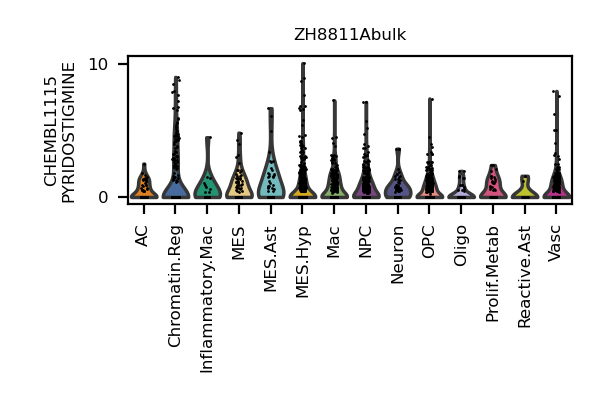 ZH8811Abulk
CHEMBL1115
PYRIDOSTIGMINE
10
0
AC
Chromatin.Reg
Inflammatory.Mac
MES
MES.Ast
MES.Hyp
Mac
NPC
Neuron
OPC
Oligo
Prolif.Metab
Reactive.Ast
Vasc